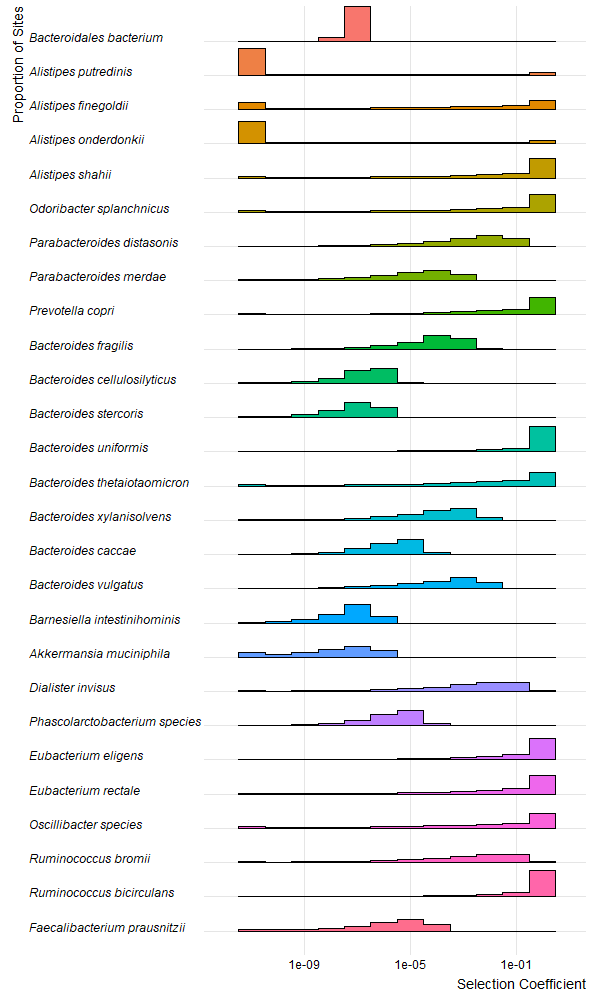 Proportion of Sites
Bacteroidales bacterium
Alistipes putredinis
Alistipes finegoldii
Alistipes onderdonkii
Alistipes shahii
Odoribacter splanchnicus
Parabacteroides distasonis
Parabacteroides merdae
Prevotella copri
Bacteroides fragilis
Bacteroides cellulosilyticus
Bacteroides stercoris
Bacteroides uniformis
Bacteroides thetaiotaomicron
Bacteroides xylanisolvens
Bacteroides caccae
Bacteroides vulgatus
Barnesiella intestinihominis
Akkermansia muciniphila
Dialister invisus
Phascolarctobacterium species
Eubacterium eligens
Eubacterium rectale
Oscillibacter species
Ruminococcus bromii
Ruminococcus bicirculans
Faecalibacterium prausnitzii
1e-09 1e-05 1e-01
Selection Coefficient